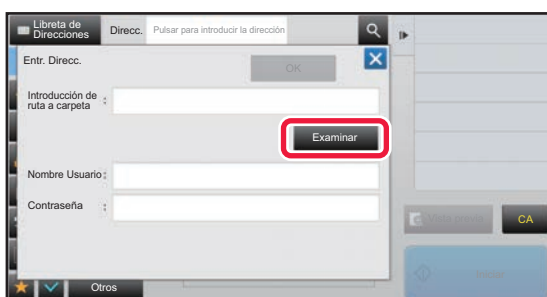 Libreta de
Direcciones
Direcc.
Pulsar para introducir la dirección
Entr. Direcc.
OK
Introducción de :
ruta a carpeta
Examinar
Nombre Usuario :
Contraseña :
CA
Otros